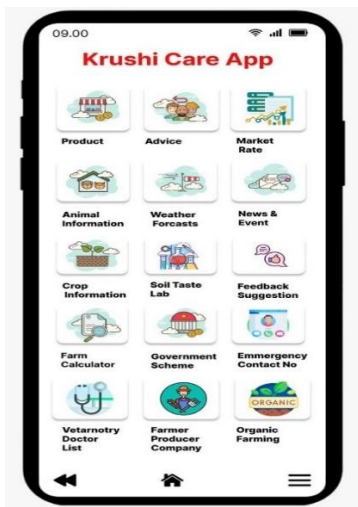 09.00
Krushi Care App
Product Advice Market
Rate
Animal Weather News &
Information Forcasts Event
Crop Soil Taste Feedback
Information Lab Suggestion
Farm Government Emmergency
Calculator Scheme Contact No
ORGANIC
Vetarnotry Farmer Organic
Doctor Producer Farming
List Company